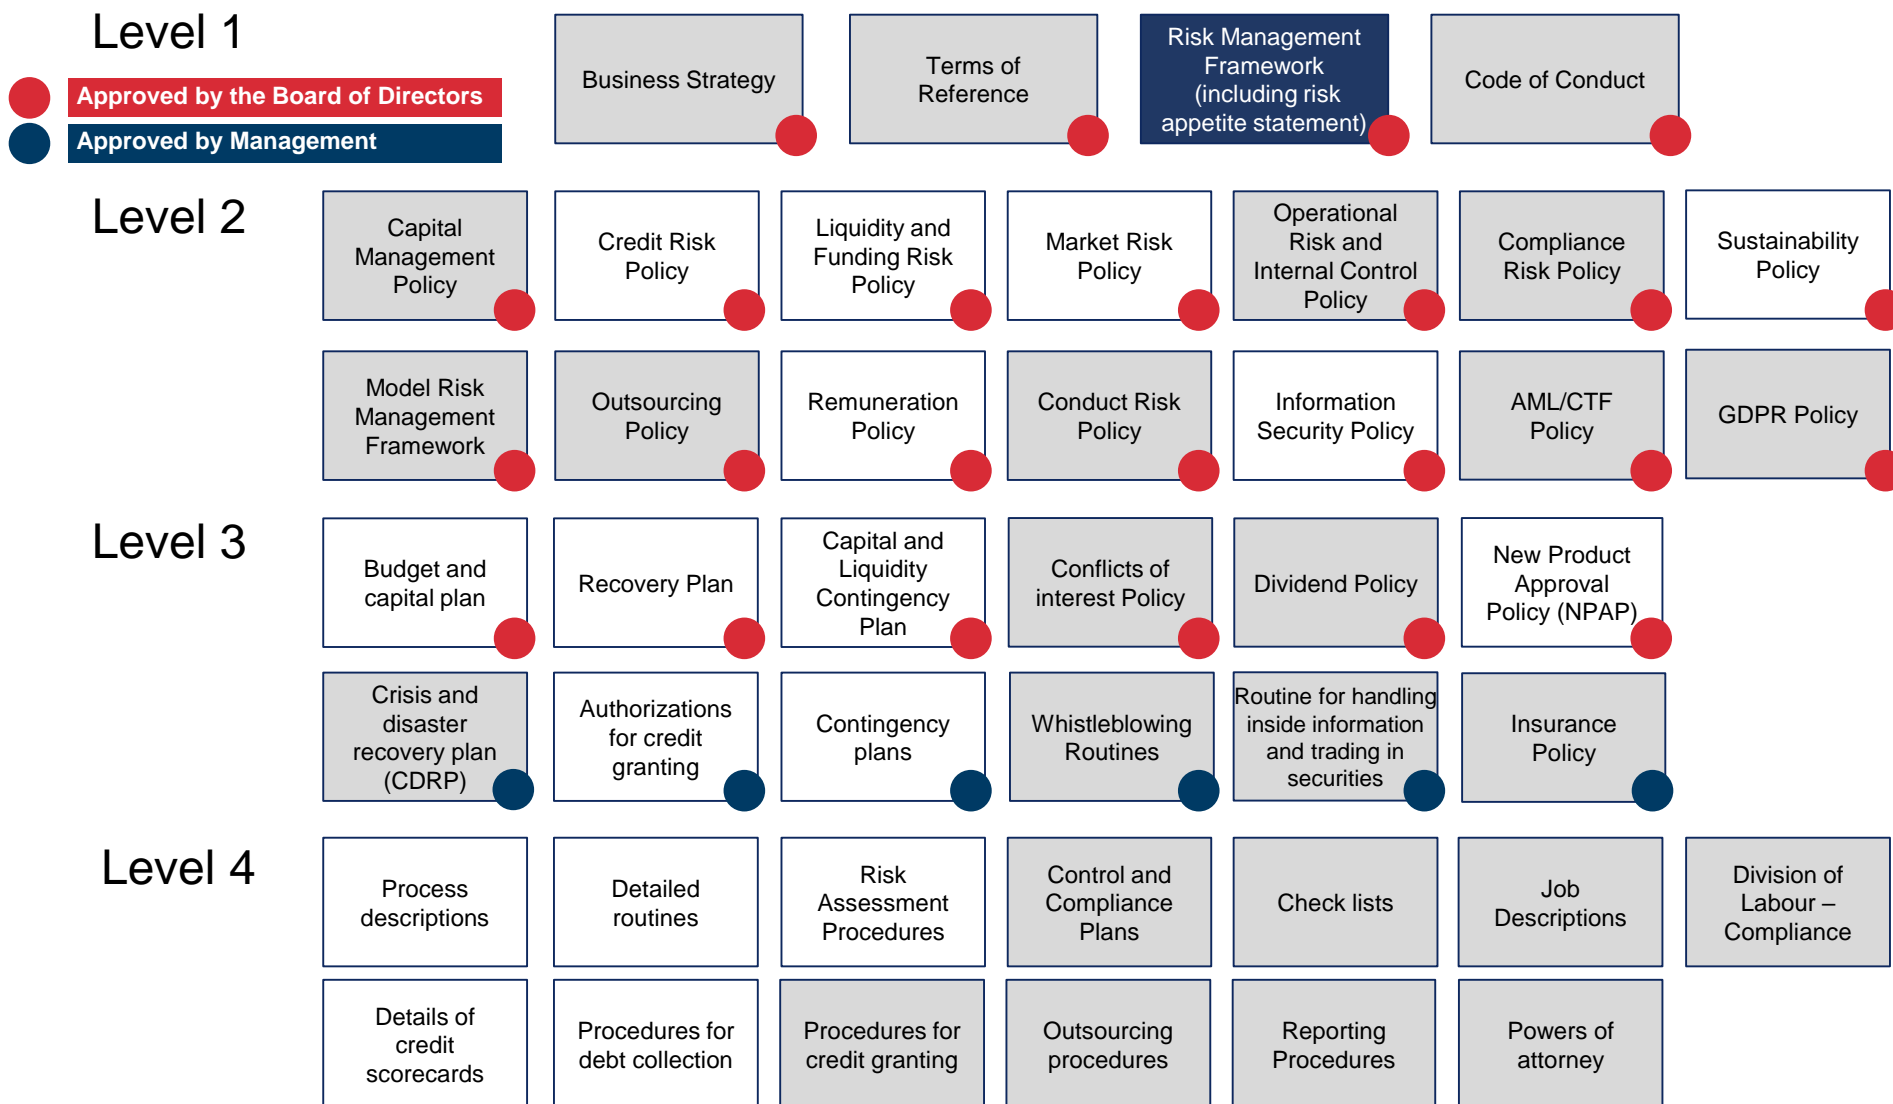 Level 1
Approved by the Board of Directors
Approved by Management
Business Strategy
Terms of
Reference
Risk Management
Framework
(including risk
appetite statement)
Code of Conduct
Level 2
Capital
Management
Policy
Credit Risk
Policy
Liquidity and
Funding Risk
Policy
Market Risk
Policy
Operational
Risk and
Internal Control
Policy
Compliance
Risk Policy
Sustainability
Policy
Model Risk
Management
Framework
Outsourcing
Policy
Remuneration
Policy
Conduct Risk
Policy
Information
Security Policy
AML/CTF
Policy
GDPR Policy
Level 3
Budget and
capital plan
Recovery Plan
Capital and
Liquidity
Contingency
Plan
Conflicts of
interest Policy
Dividend Policy
New Product
Approval
Policy (NPAP)
Crisis and
disaster
recovery plan
(CDRP)
Authorizations
for credit
granting
Contingency
plans
Whistleblowing
Routines
Routine for handling
inside information
and trading in
securities
Insurance
Policy
Level 4
Process
descriptions
Detailed
routines
Risk
Assessment
Procedures
Control and
Compliance
Plans
Check lists
Job
Descriptions
Division of
Labour –
Compliance
Details of
credit
scorecards
Procedures for
debt collection
Procedures for
credit granting
Outsourcing
procedures
Reporting
Procedures
Powers of
attorney